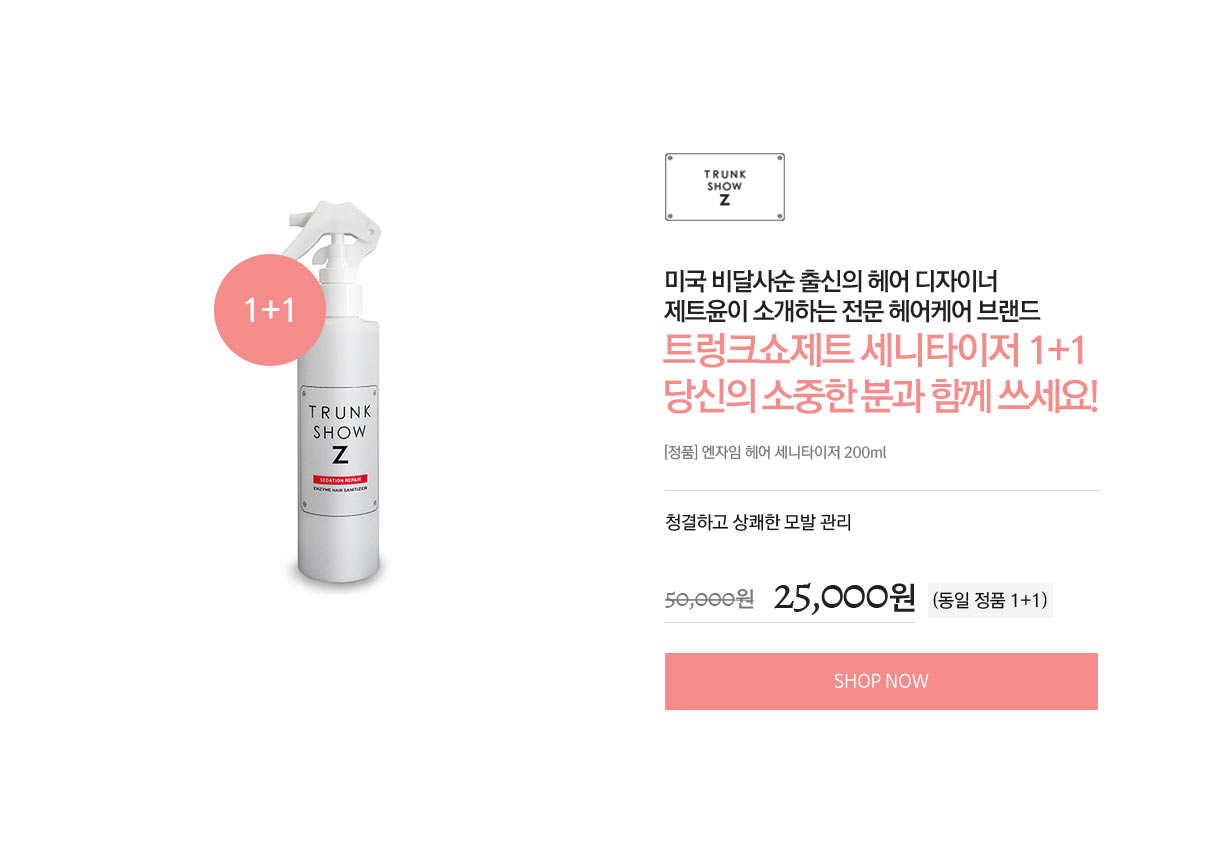 1+1
TRUNK
SHOW
Z
SEDATION REPAIR
ENZYME HAIR SANITIZER
TRUNK
SHOW
Z
미국 비달사순 출신의 헤어 디자이너
제트윤이 소개하는 전문 헤어케어 브랜드
트렁크쇼제트 세니타이저 1+1
당신의 소중한 분과 함께 쓰세요!
[정품] 엔자임 헤어 세니타이저 200ml
청결하고 상쾌한 모발 관리
50,000원 25,000원 (동일 정품 1+1)
SHOP NOW